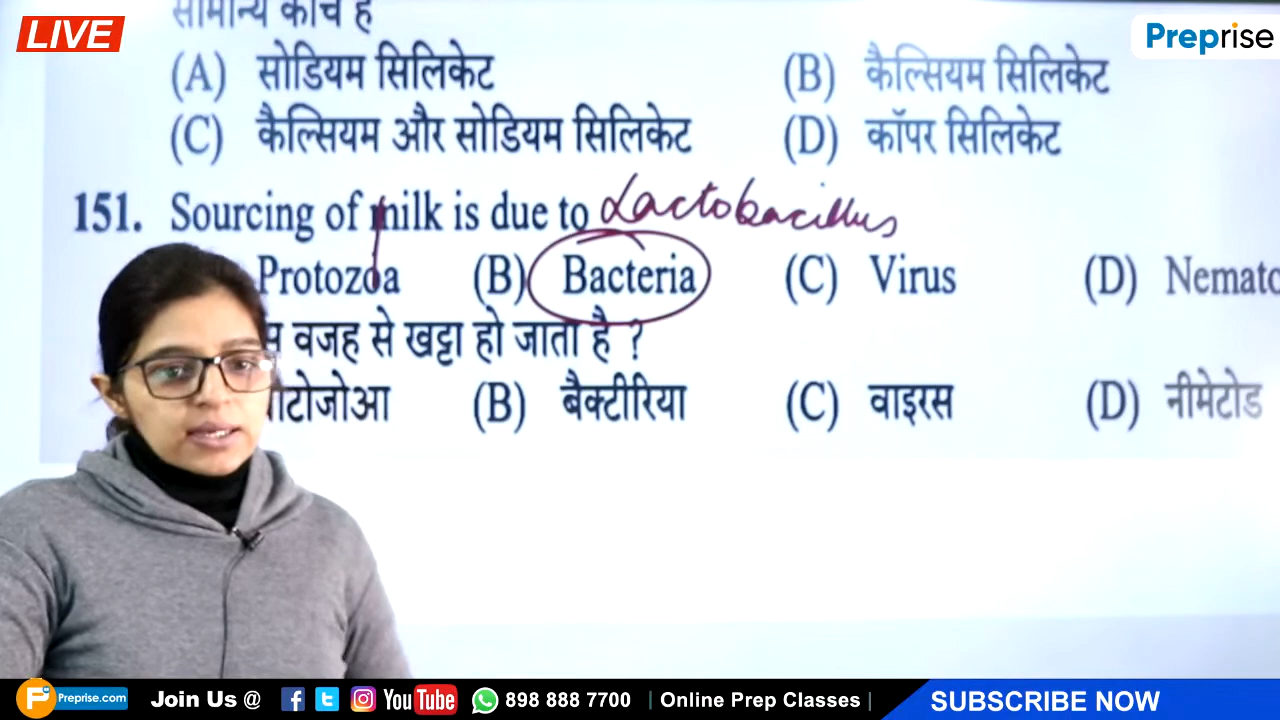 LIVE
Preprise
सामान्य काँच है
(A) सोडियम सिलिकेट (B) कैल्सियम सिलिकेट
(C) कैल्सियम और सोडियम सिलिकेट (D) कॉपर सिलिकेट
151. Sourcing of milk is due to Lactobacillus
Protozoa (B) Bacteria (C) Virus (D) Nemato
वजह से खट्टा हो जाता है ?
(B) बैक्टीरिया (C) वाइरस (D) नीमेटोड
Preprise.com Join Us @ YouTube 898 888 7700 | Online Prep Classes | SUBSCRIBE NOW